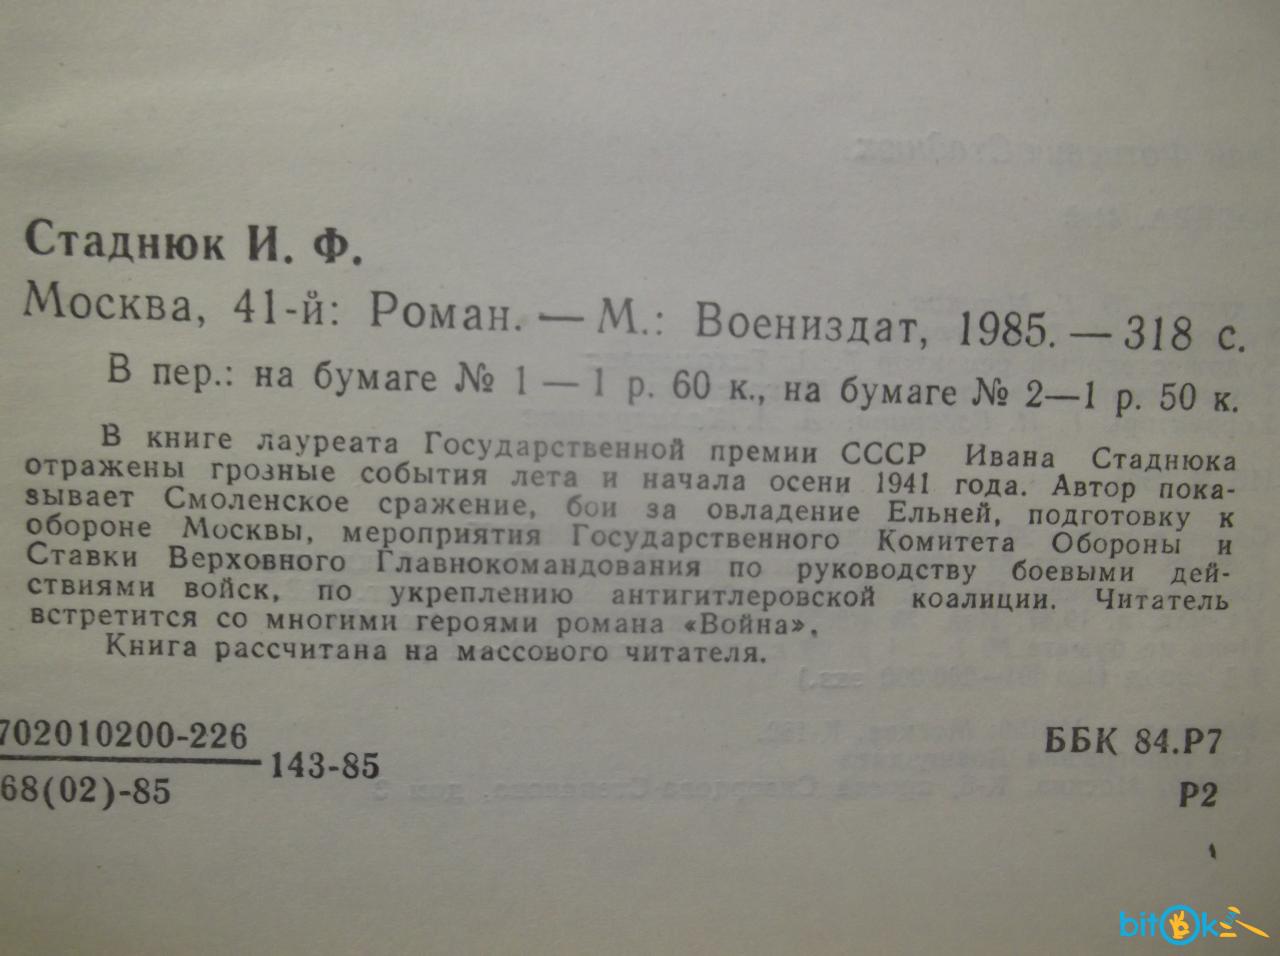 Стаднюк И. Ф.
Москва, 41-й: Роман. — М.: Воениздат, 1985. — 318 с.
В пер.: на бумаге № 1 — 1 р. 60 к., на бумаге № 2—1 р. 50 к.
В книге лауреата Государственной премии СССР Ивана Стаднюка
отражены грозные события лета и начала осени 1941 года. Автор пока-
зывает Смоленское сражение, бои за овладение Ельней, подготовку к
обороне Москвы, мероприятия Государственного Комитета Обороны и
Ставки Верховного Главнокомандования по руководству боевыми дей-
ствиями войск, по укреплению антигитлеровской коалиции. Читатель
встретится со многими героями романа «Война».
Книга рассчитана на массового читателя.
702010200-226
68(02)-85
143-85
ББК 84.Р7
Р2
bitok